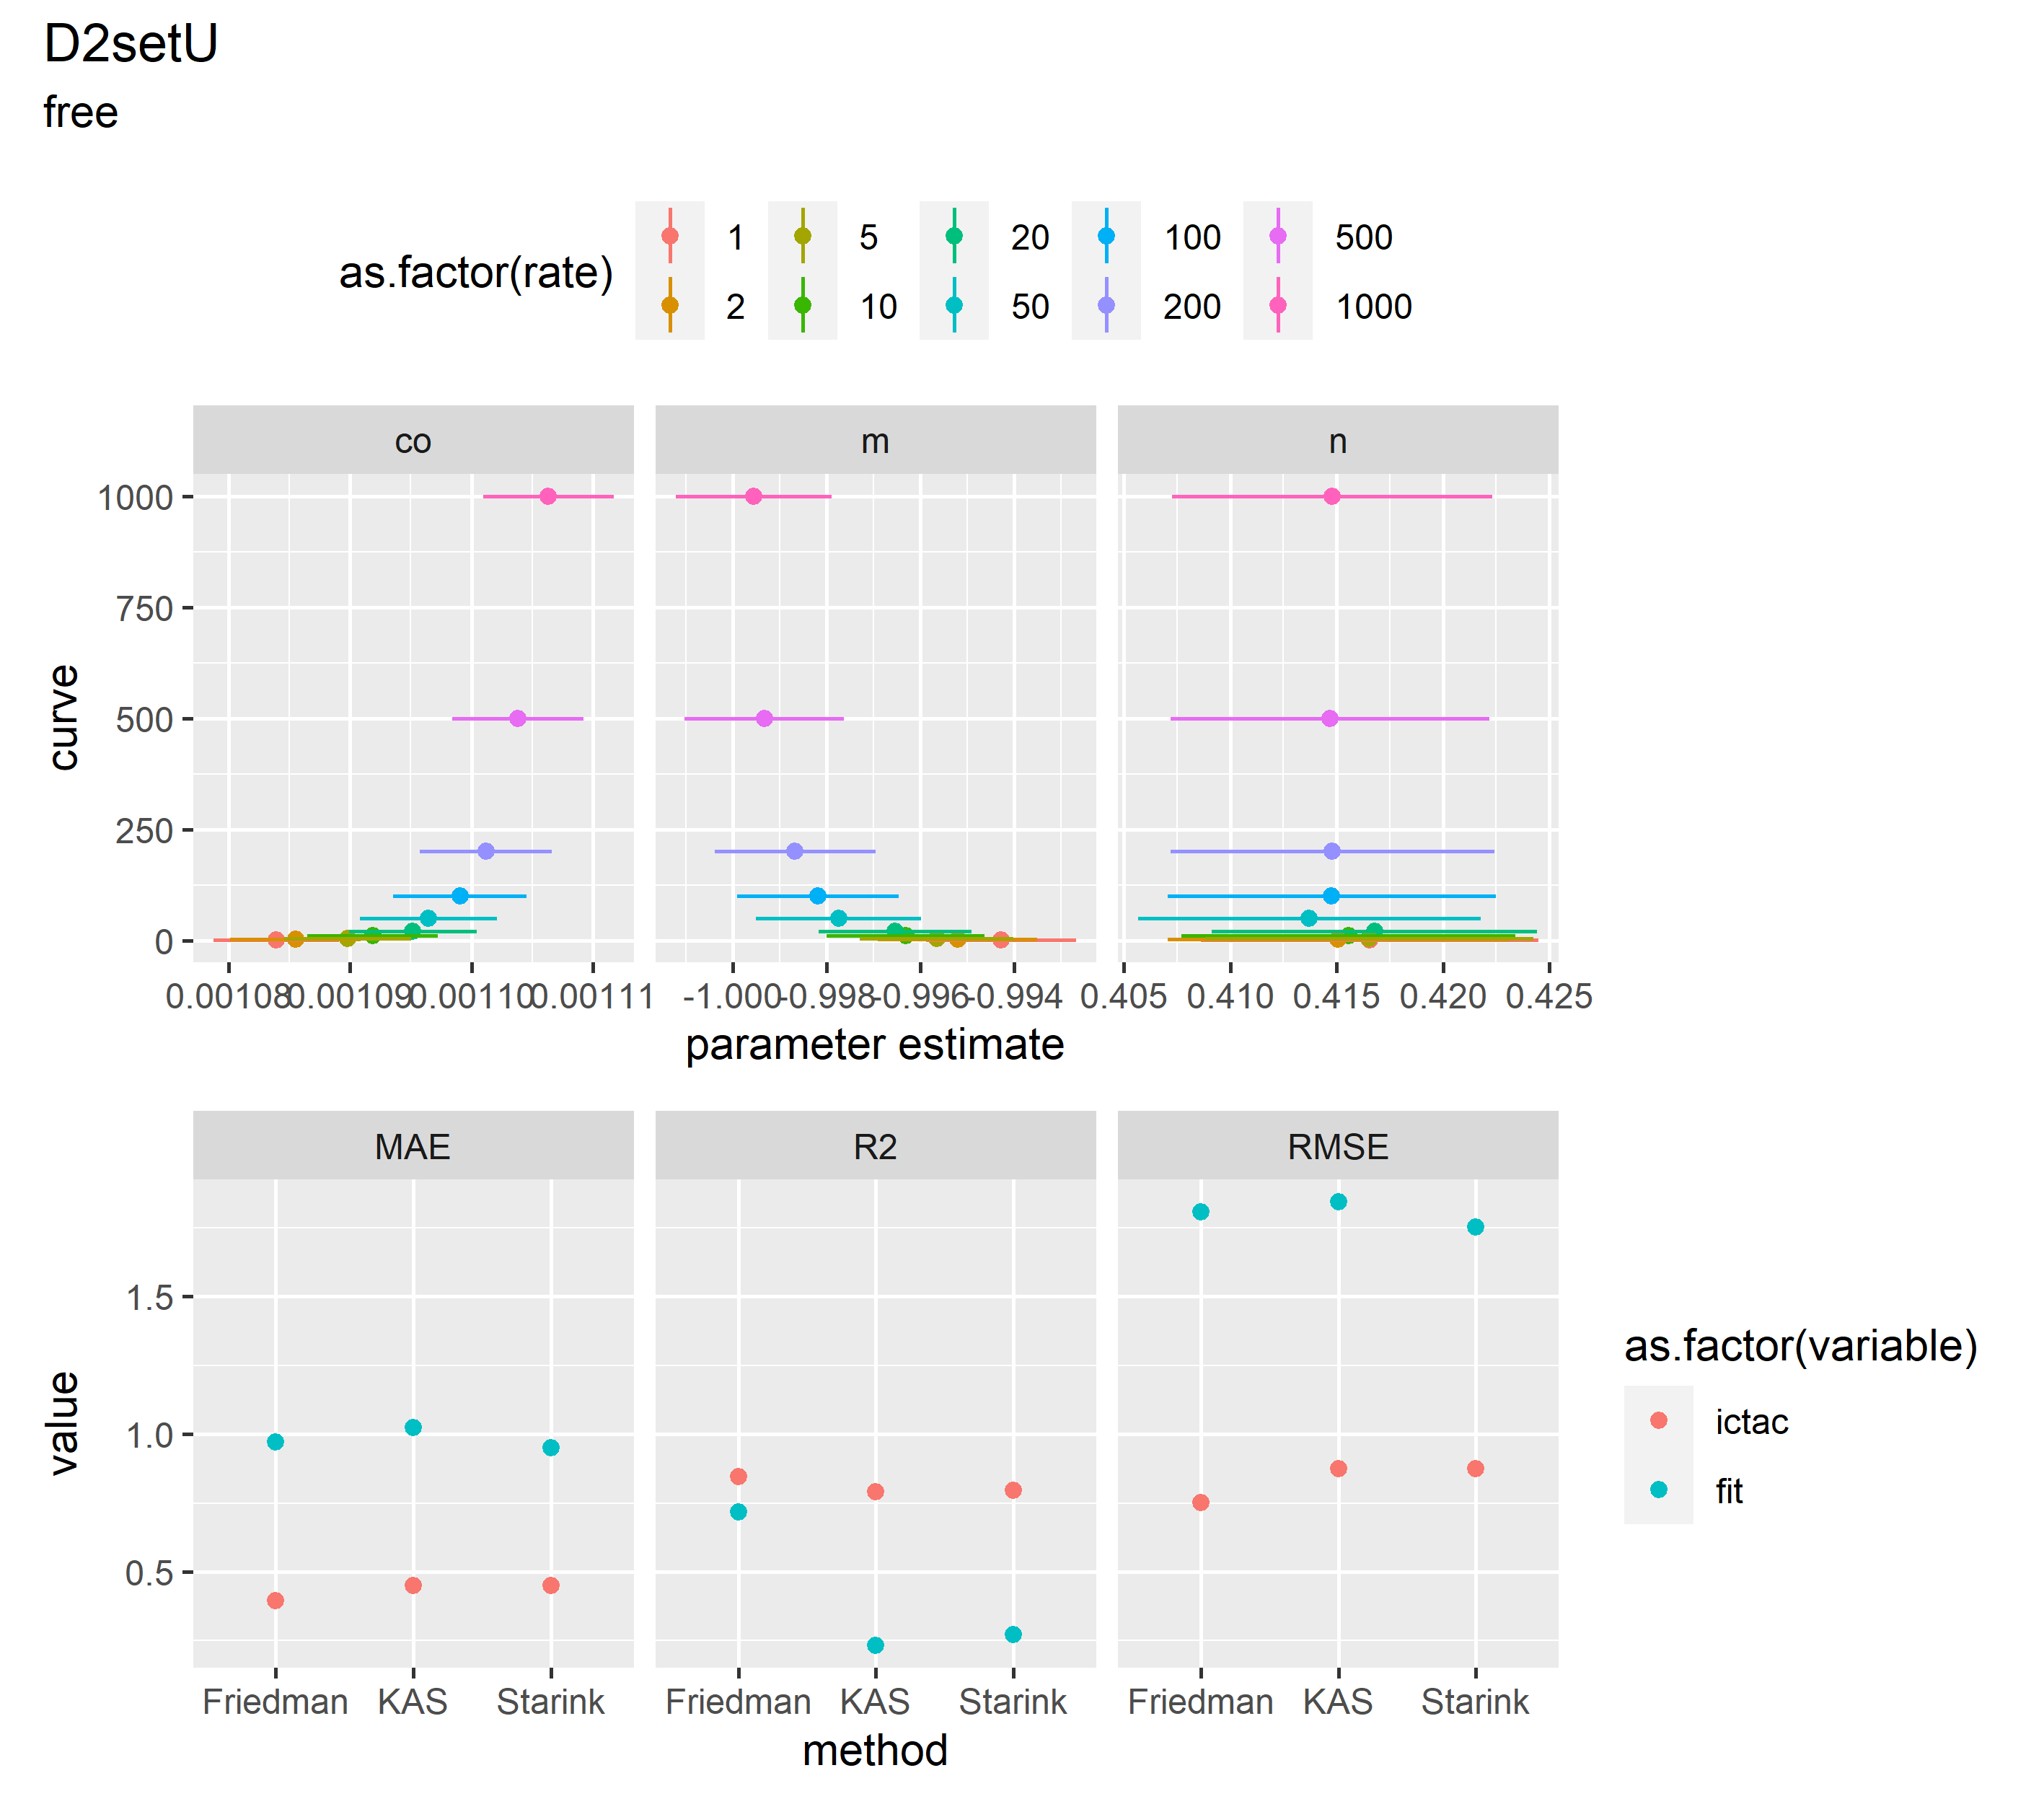 D2setU
free
as.factor(rate) 1 5 20 100 500
2 10 50 200 1000
co m n
1000
750
500
250
0
curve
0.00108 0.00109 0.00110 0.00111 -1.000 -0.998 -0.996 -0.994 0.405 0.410 0.415 0.420 0.425
parameter estimate
MAE R2 RMSE
1.5
1.0
0.5
value
as.factor(variable)
ictac
fit
Friedman KAS Starink Friedman KAS Starink Friedman KAS Starink
method